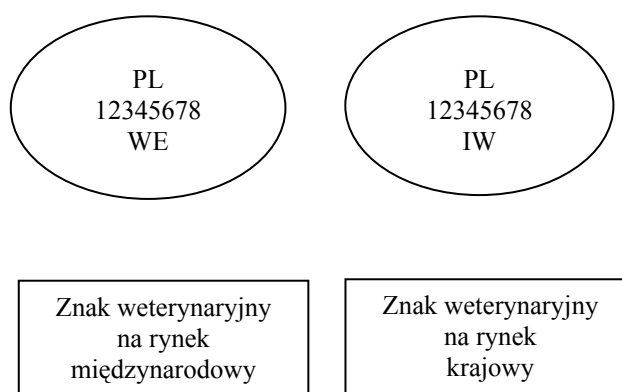 PL
12345678
WE
PL
12345678
IW
Znak weterynaryjny
na rynek
międzynarodowy
Znak weterynaryjny
na rynek
krajowy